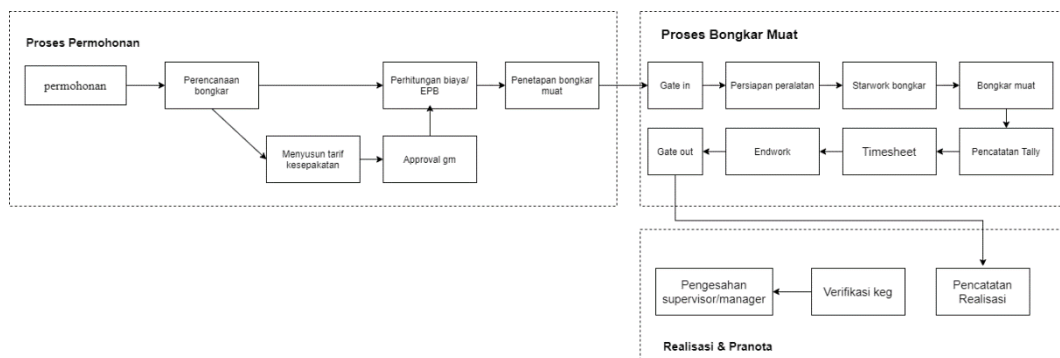 Proses Permohonan
permohonan
Perencanaan
bongkar
Perhitungan biaya/
EPB
Penetapan bongkar
muat
Menyusun tarif
kesepakatan
Approval gm
Proses Bongkar Muat
Gate in
Persiapan peralatan
Starwork bongkar
Bongkar muat
Pencatatan Tally
Timesheet
Endwork
Gate out
Pencatatan
Realisasi
Verifikasi keg
Pengesahan
supervisor/manager
Realisasi & Pranota